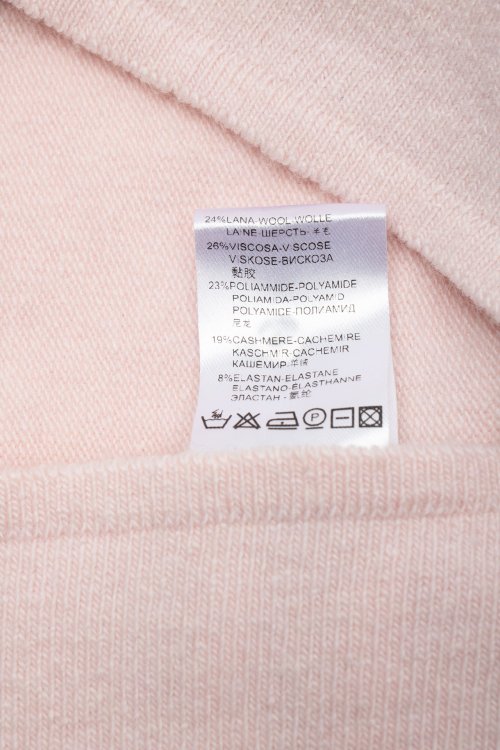 24%LANA-WOOL-WOLLE
LAINE-ШЕРСТЬ-羊毛
26%VISCOSA-VISCOSE
VISKOSE-ВИСКОЗА
黏胶
23%POLIAMMIDE-POLYAMIDE
POLIAMIDA-POLYAMID
POLYAMIDE-ПОЛИАМИД
尼龙
19%CASHMERE-CACHEMIRE
KASCHMIR-CACHEMIR
КАШЕМИР-羊绒
8%ELASTAN-ELASTANE
ELASTANO-ELASTHANNE
ЭЛАСТАН - 氨纶